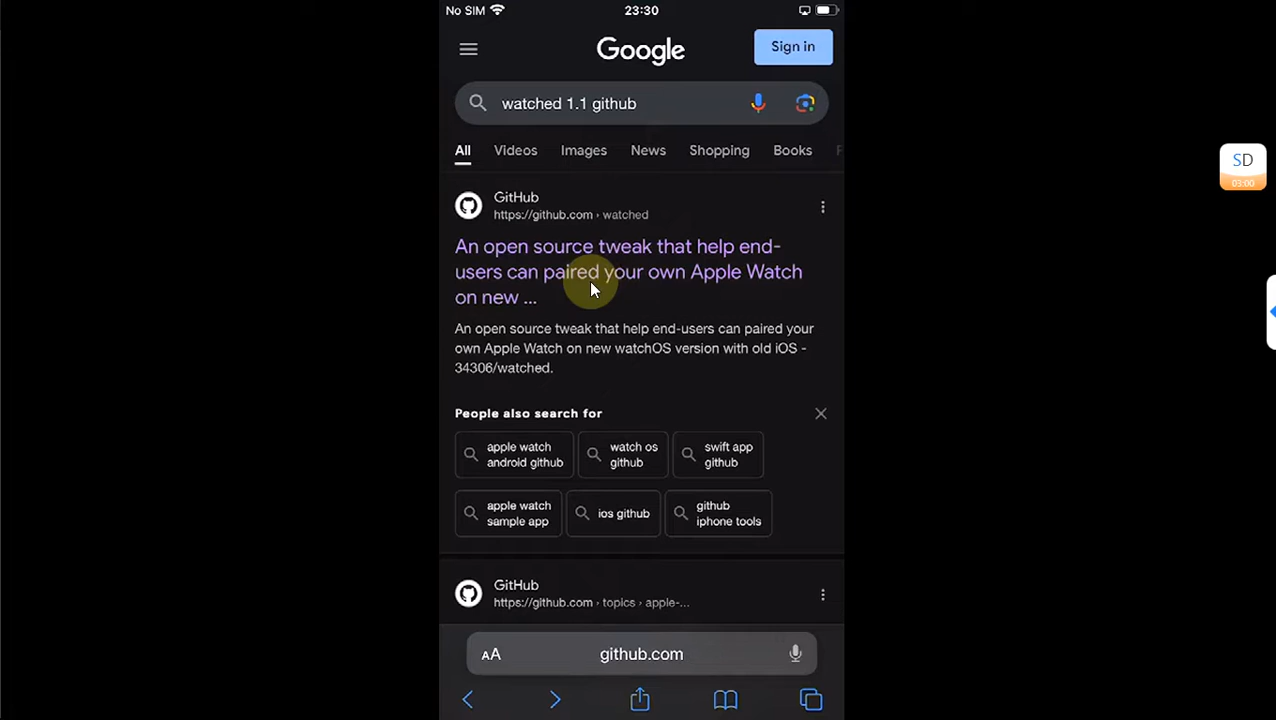 No SIM 23:30
Google
Sign in
watched 1.1 github
All Videos Images News Shopping Books
GitHub
https://github.com › watched
An open source tweak that help end-
users can paired your own Apple Watch
on new ...
An open source tweak that help end-users can paired your
own Apple Watch on new watchOS version with old iOS -
34306/watched.
People also search for
apple watch
android github
watch os
github
swift app
github
apple watch
sample app
ios github
github
iphone tools
GitHub
https://github.com › topics › apple-...
AA github.com
SD
03:00